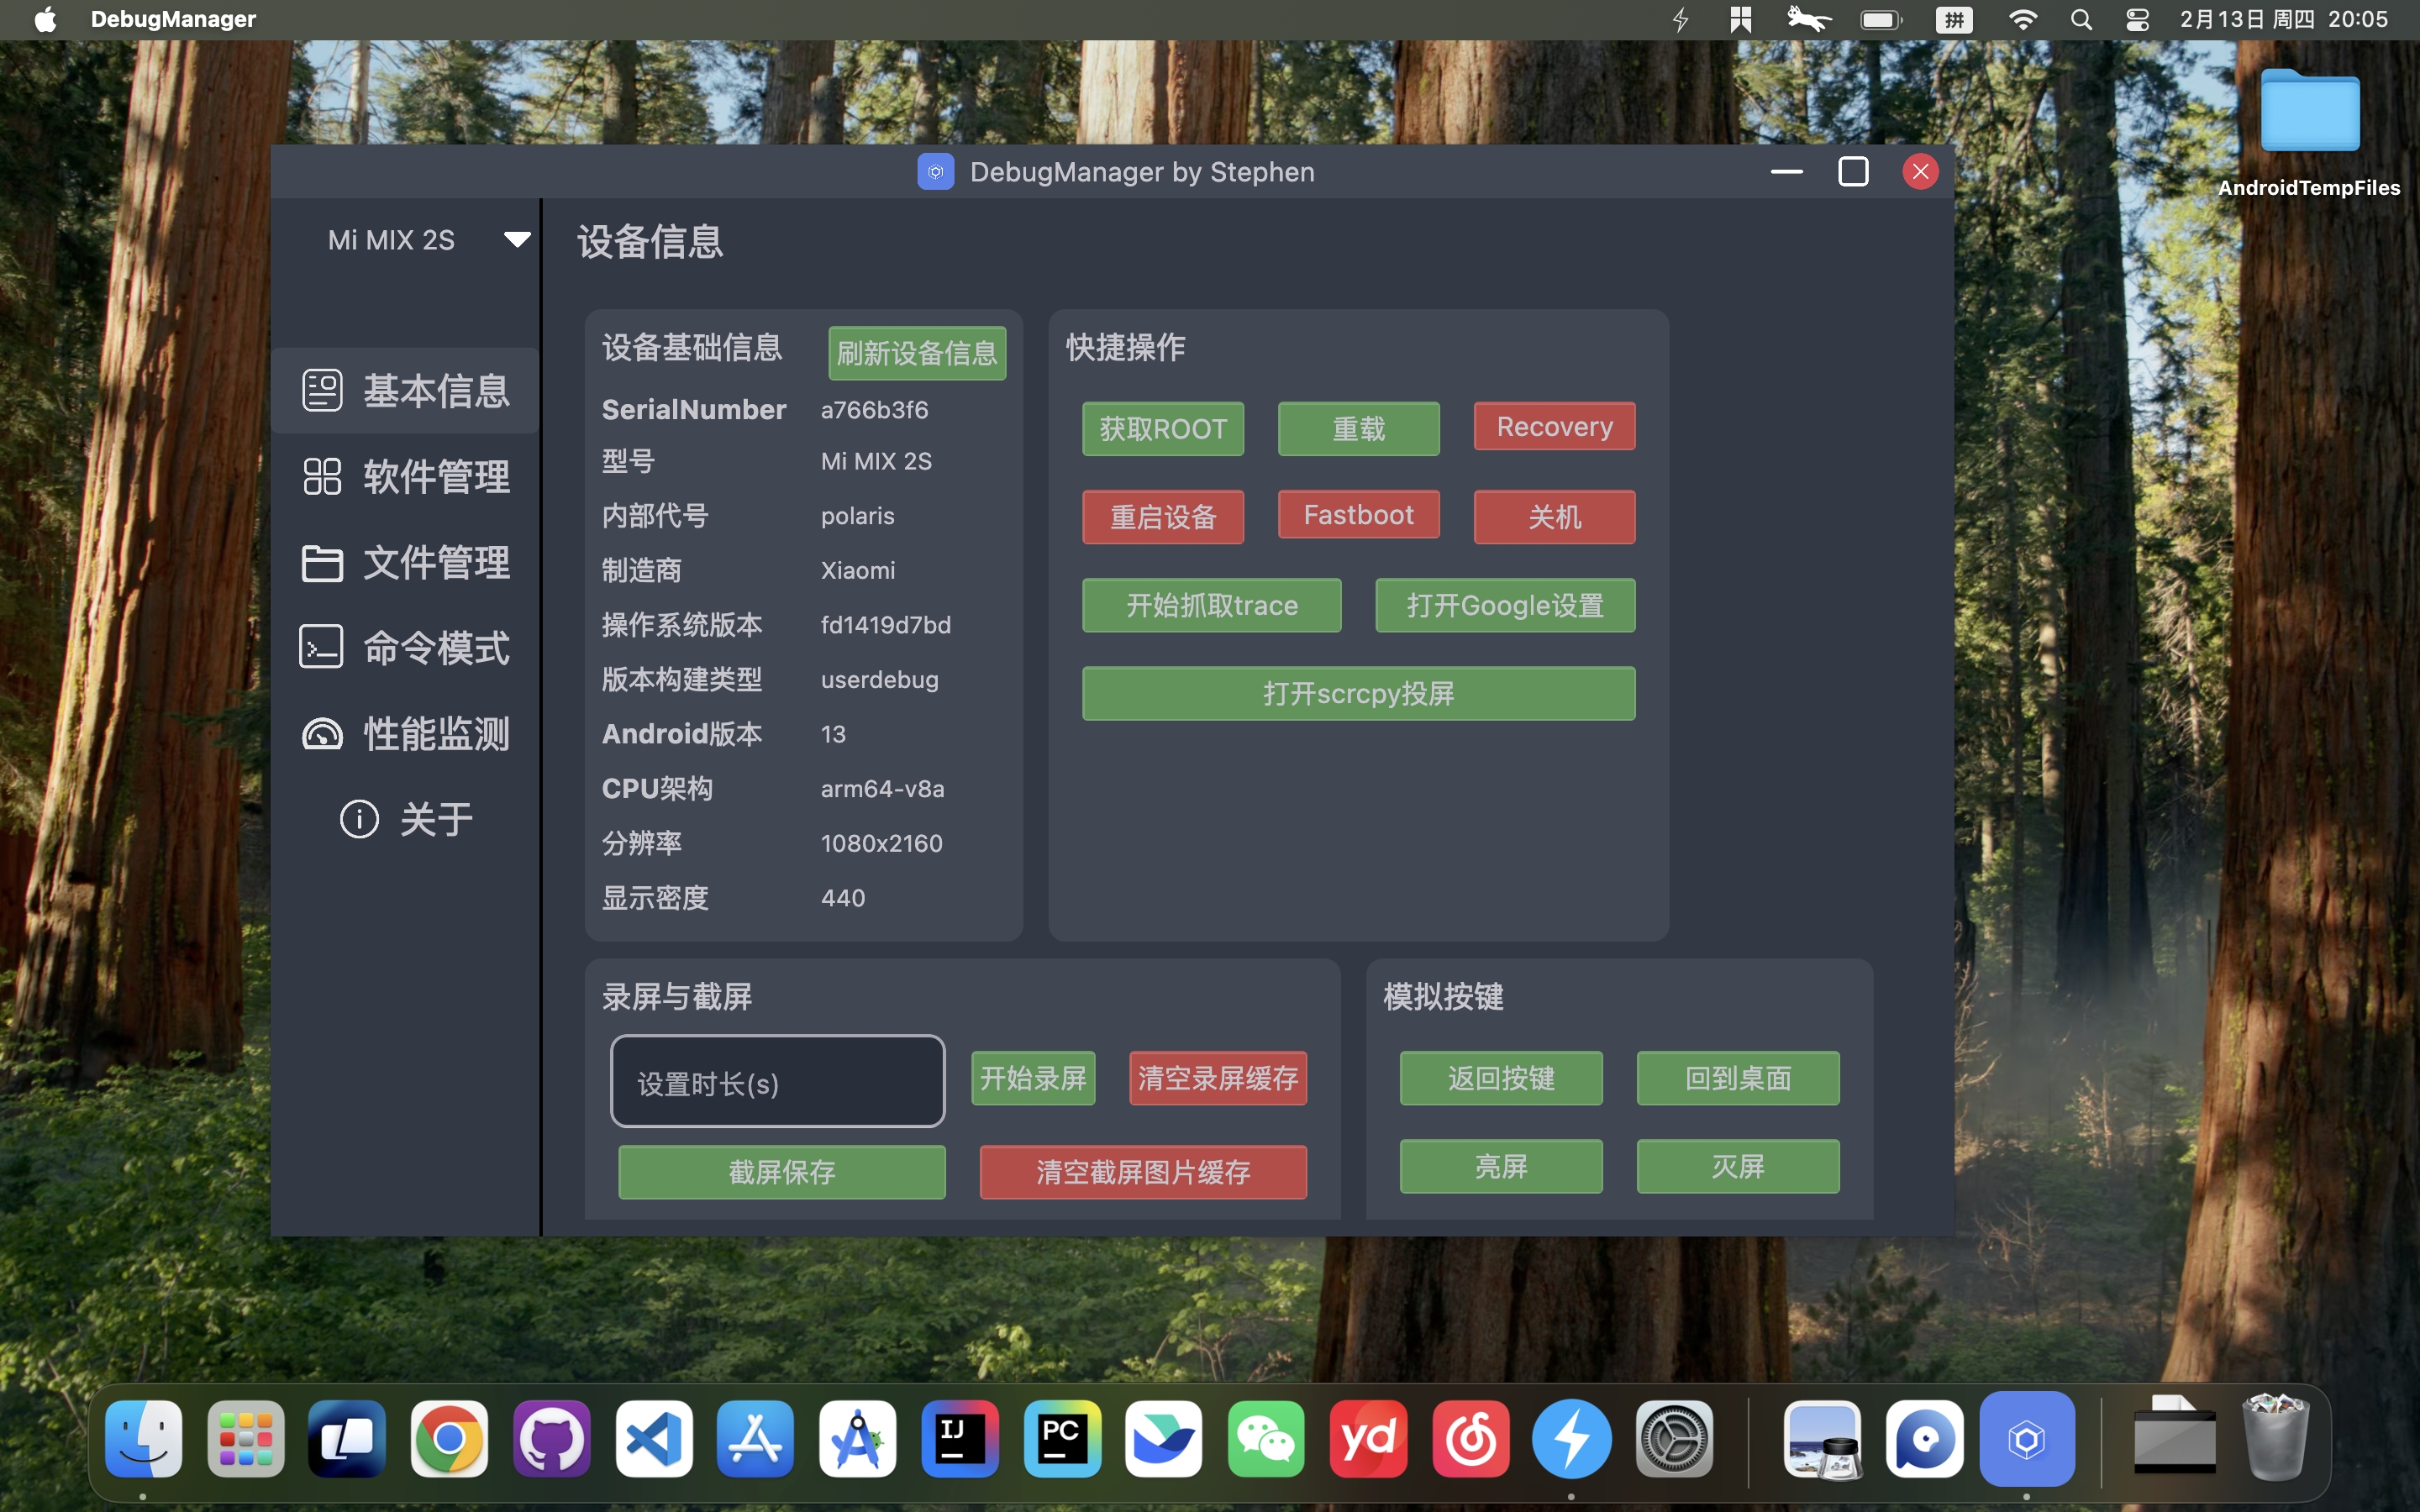 DebugManager
拼
2月13日 周四 20:05
AndroidTempFiles
DebugManager by Stephen
Mi MIX 2S
基本信息
软件管理
文件管理
命令模式
性能监测
关于
设备信息
设备基础信息
刷新设备信息
SerialNumber a766b3f6
型号 Mi MIX 2S
内部代号 polaris
制造商 Xiaomi
操作系统版本 fd1419d7bd
版本构建类型 userdebug
Android版本 13
CPU架构 arm64-v8a
分辨率 1080x2160
显示密度 440
快捷操作
获取ROOT 重载 Recovery
重启设备 Fastboot 关机
开始抓取trace 打开Google设置
打开scrcpy投屏
录屏与截屏
设置时长(s) 开始录屏 清空录屏缓存
截屏保存 清空截屏图片缓存
模拟按键
返回按键 回到桌面
亮屏 灭屏
IJ
PC
yd